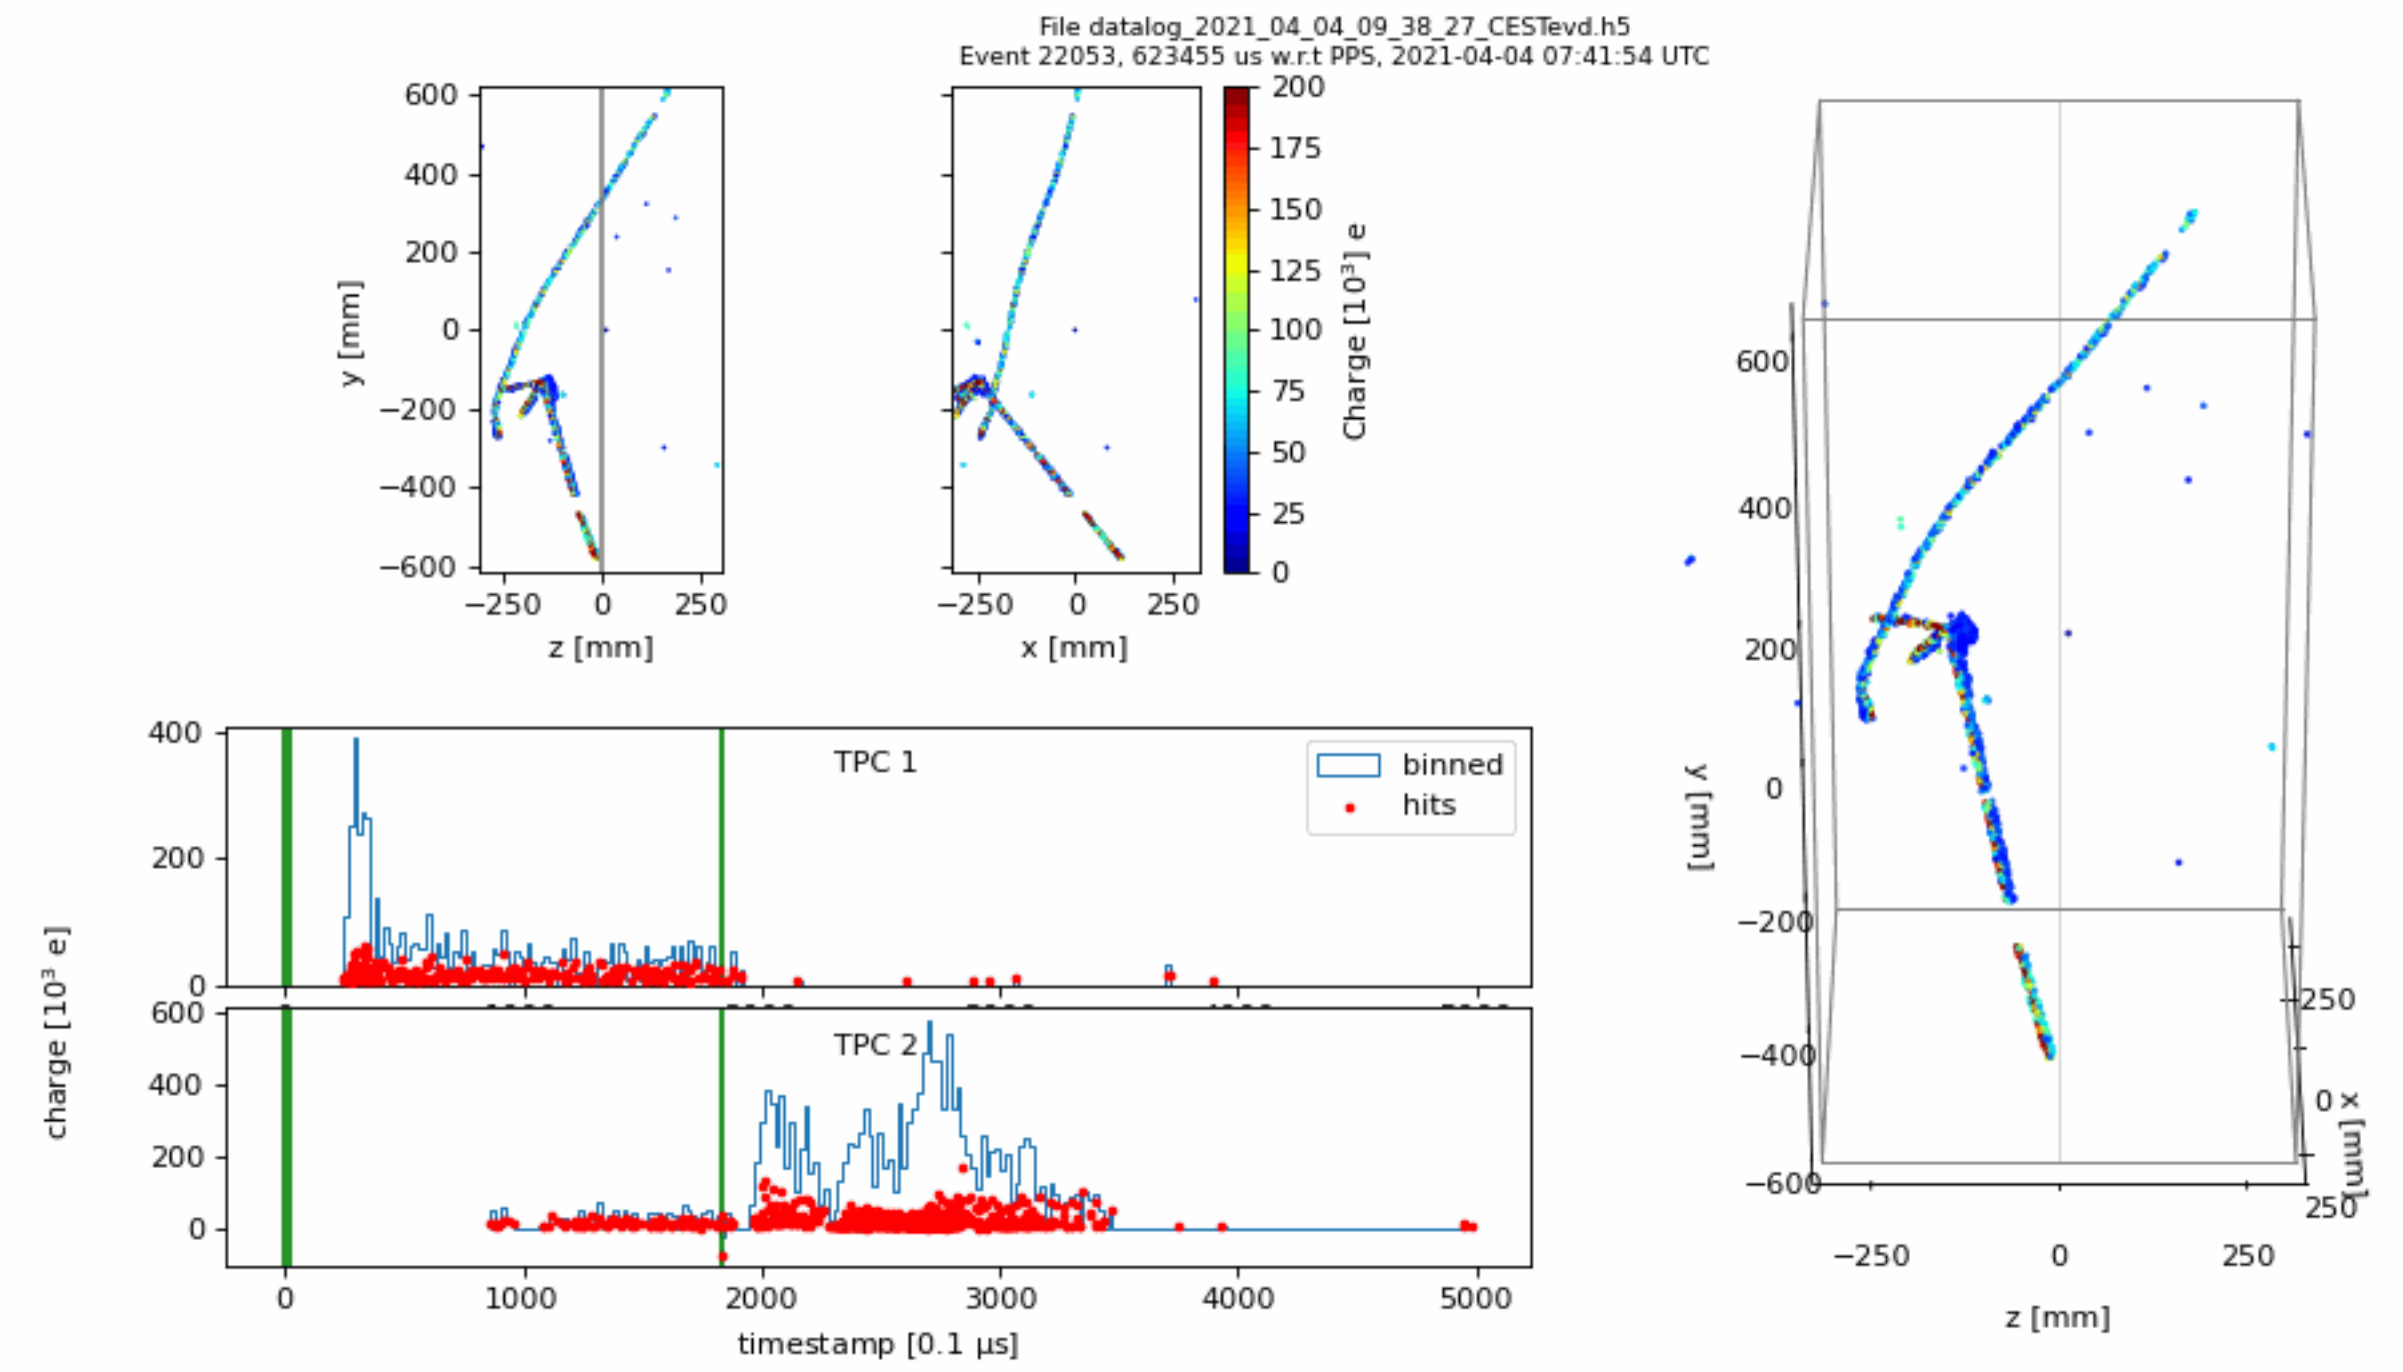 File datalog_2021_04_04_09_38_27_CESTevd.h5
Event 22053, 623455 us w.r.t PPS, 2021-04-04 07:41:54 UTC
600
400
200
0
−200
−400
−600
y [mm]
−250 0 250
z [mm]
−250 0 250
x [mm]
200
175
150
125
100
75
50
25
0
Charge [10³] e
400
200
0
TPC 1
binned
hits
600
400
200
0
TPC 2
charge [10³ e]
0 1000 2000 3000 4000 5000
timestamp [0.1 µs]
600
400
200
0
−200
−400
−600
y [mm]
−250 0 250
z [mm]
−250
0
250
x [mm]